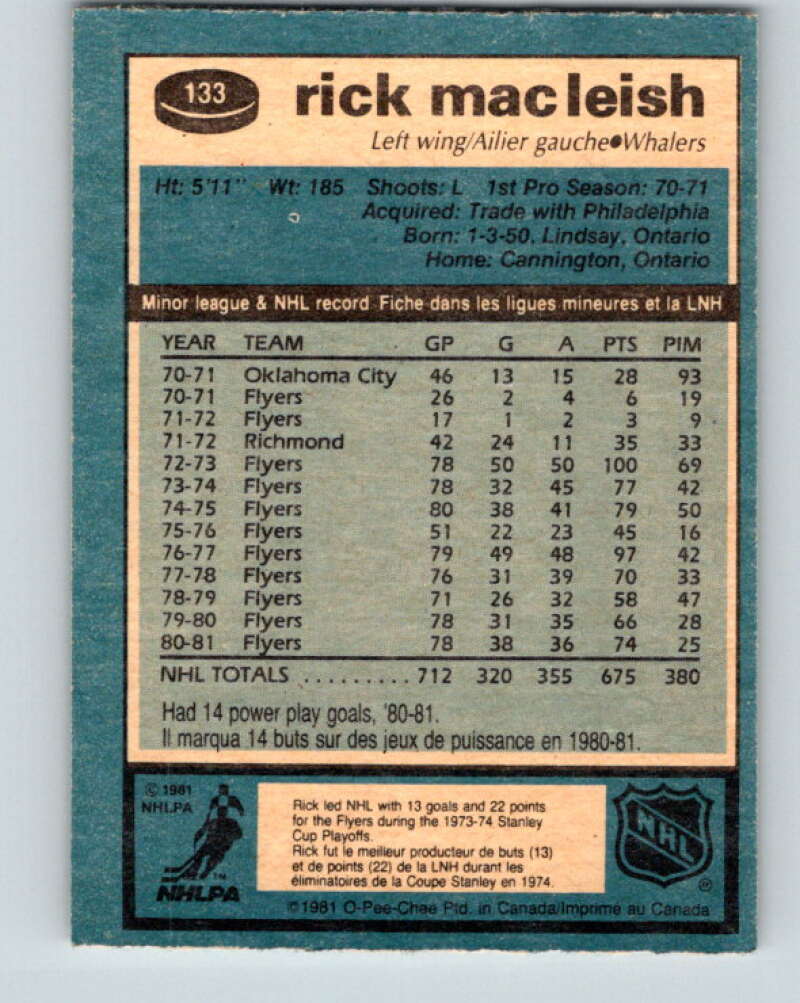 133
rick macleish
Left wing/Ailier gauche●Whalers
Ht: 5'11" Wt: 185 Shoots: L 1st Pro Season: 70-71
Acquired: Trade with Philadelphia
Born: 1-3-50, Lindsay, Ontario
Home: Cannington, Ontario
Minor league & NHL record Fiche dans les ligues mineures et la LNH
YEAR TEAM GP G A PTS PIM
70-71 Oklahoma City 46 13 15 28 93
70-71 Flyers 26 2 4 6 19
71-72 Flyers 17 1 2 3 9
71-72 Richmond 42 24 11 35 33
72-73 Flyers 78 50 50 100 69
73-74 Flyers 78 32 45 77 42
74-75 Flyers 80 38 41 79 50
75-76 Flyers 51 22 23 45 16
76-77 Flyers 79 49 48 97 42
77-78 Flyers 76 31 39 70 33
78-79 Flyers 71 26 32 58 47
79-80 Flyers 78 31 35 66 28
80-81 Flyers 78 38 36 74 25
NHL TOTALS ......... 712 320 355 675 380
Had 14 power play goals, '80-81.
Il marqua 14 buts sur des jeux de puissance en 1980-81.
© 1981
NHLPA
NHLPA
TM
Rick led NHL with 13 goals and 22 points
for the Flyers during the 1973-74 Stanley
Cup Playoffs.
Rick fut le meilleur producteur de buts (13)
et de points (22) de la LNH durant les
éliminatoires de la Coupe Stanley en 1974.
NHL
®
©1981 O-Pee-Chee Ptd. in Canada/Imprimé au Canada